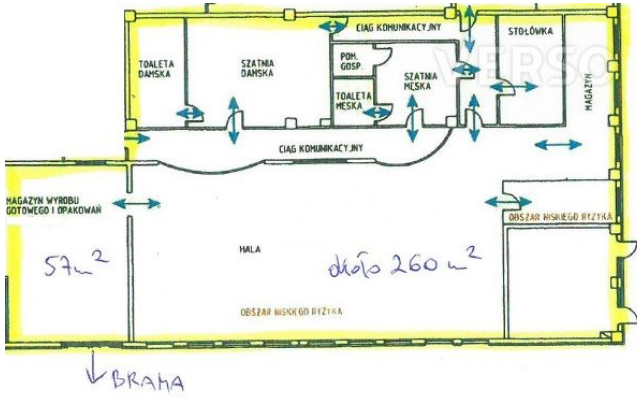 CIĄG KOMUNIKACYJNY
STOŁÓWKA
VERSO
TOALETA
DAMSKA
SZATNIA
DAMSKA
POM.
GOSP.
SZATNIA
MĘSKA
TOALETA
MĘSKA
MAGAZYN
CIĄG KOMUNIKACYJNY
MAGAZYN WYROBU
GOTOWEGO I OPAKOWAŃ
OBSZAR NISKIEGO RYZYKA
HALA
57m²
około 260 m²
OBSZAR NISKIEGO RYZYKA
BRAMA